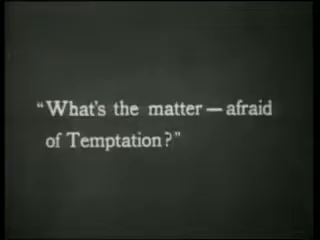 “What's the matter — afraid
of Temptation?”